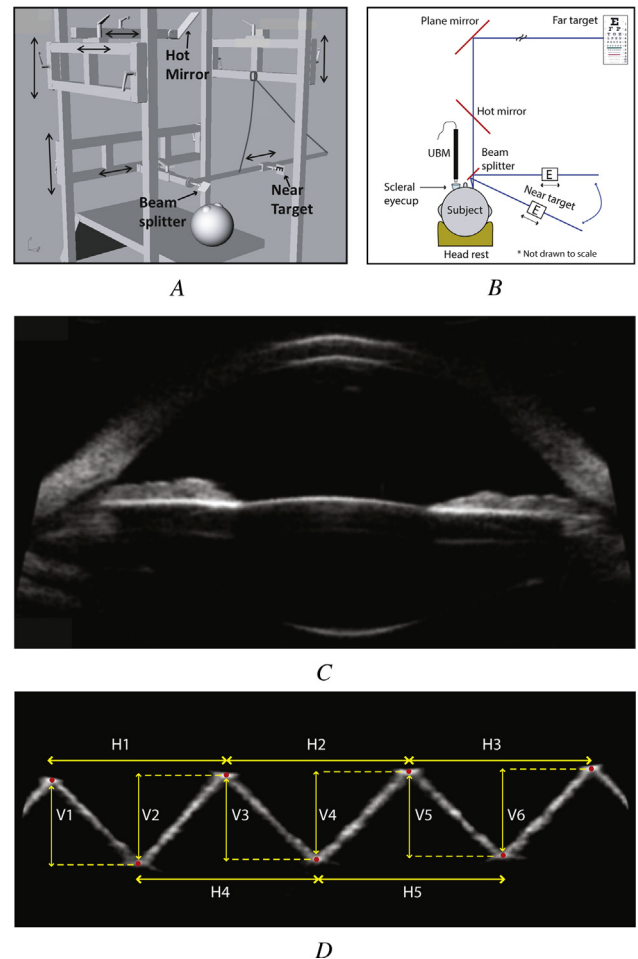 Hot
Mirror
Beam
splitter
Near
Target
A
Plane mirror
Far target
E
Hot mirror
UBM
Beam
splitter
E
Near target
E
Scleral
eyecup
Subject
Head rest
* Not drawn to scale
B
C
H1
H2
H3
V1
V2
V3
V4
V5
V6
H4
H5
D